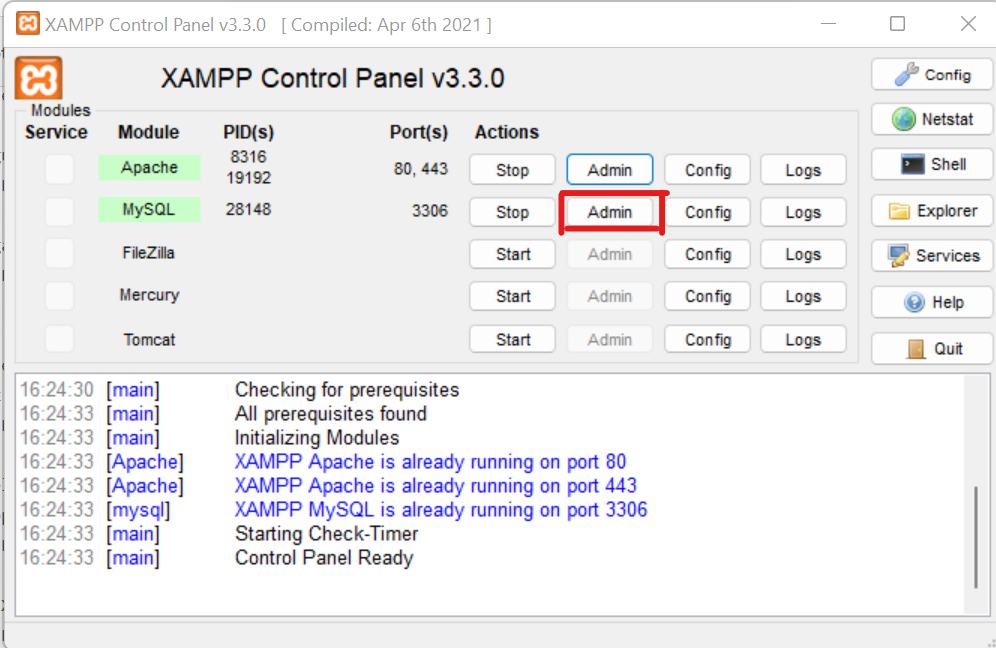 XAMPP Control Panel v3.3.0 [ Compiled: Apr 6th 2021 ]
XAMPP Control Panel v3.3.0
Modules
Service Module PID(s) Port(s) Actions
Apache 8316 19192 80, 443 Stop Admin Config Logs
MySQL 28148 3306 Stop Admin Config Logs
FileZilla Start Admin Config Logs
Mercury Start Admin Config Logs
Tomcat Start Admin Config Logs
Config
Netstat
Shell
Explorer
Services
Help
Quit
16:24:30 [main] Checking for prerequisites
16:24:33 [main] All prerequisites found
16:24:33 [main] Initializing Modules
16:24:33 [Apache] XAMPP Apache is already running on port 80
16:24:33 [Apache] XAMPP Apache is already running on port 443
16:24:33 [mysql] XAMPP MySQL is already running on port 3306
16:24:33 [main] Starting Check-Timer
16:24:33 [main] Control Panel Ready